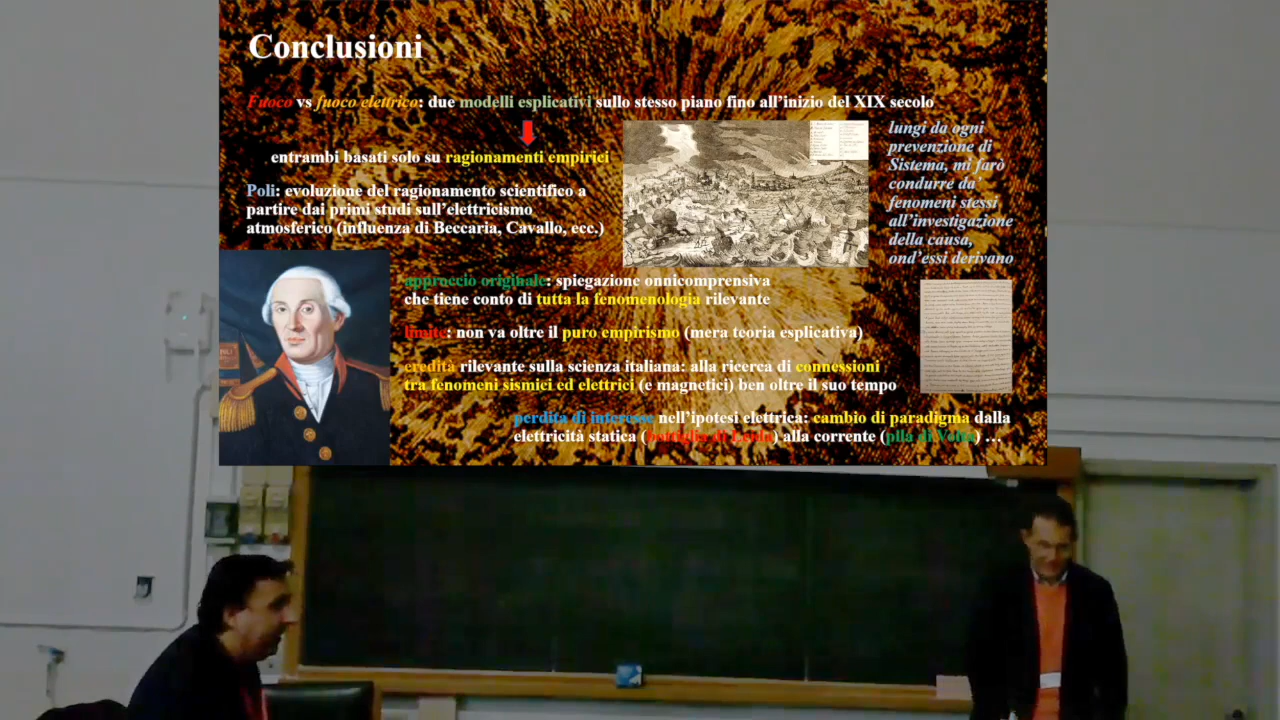 Conclusioni
Fuoco vs fuoco elettrico: due modelli esplicativi sullo stesso piano fino all'inizio del XIX secolo
entrambi basati solo su ragionamenti empirici
Poli: evoluzione del ragionamento scientifico a
partire dai primi studi sull'elettricismo
atmosferico (influenza di Beccaria, Cavallo, ecc.)
lungi da ogni
prevenzione di
Sistema, mi farò
condurre da'
fenomeni stessi
all'investigazione
della causa,
ond'essi derivano
approccio originale: spiegazione onnicomprensiva
che tiene conto di tutta la fenomenologia rilevante
limite: non va oltre il puro empirismo (mera teoria esplicativa)
eredità rilevante sulla scienza italiana: alla ricerca di connessioni
tra fenomeni sismici ed elettrici (e magnetici) ben oltre il suo tempo
perdita di interesse nell'ipotesi elettrica: cambio di paradigma dalla
elettricità statica (bottiglia di Leida) alla corrente (pila di Volta) …